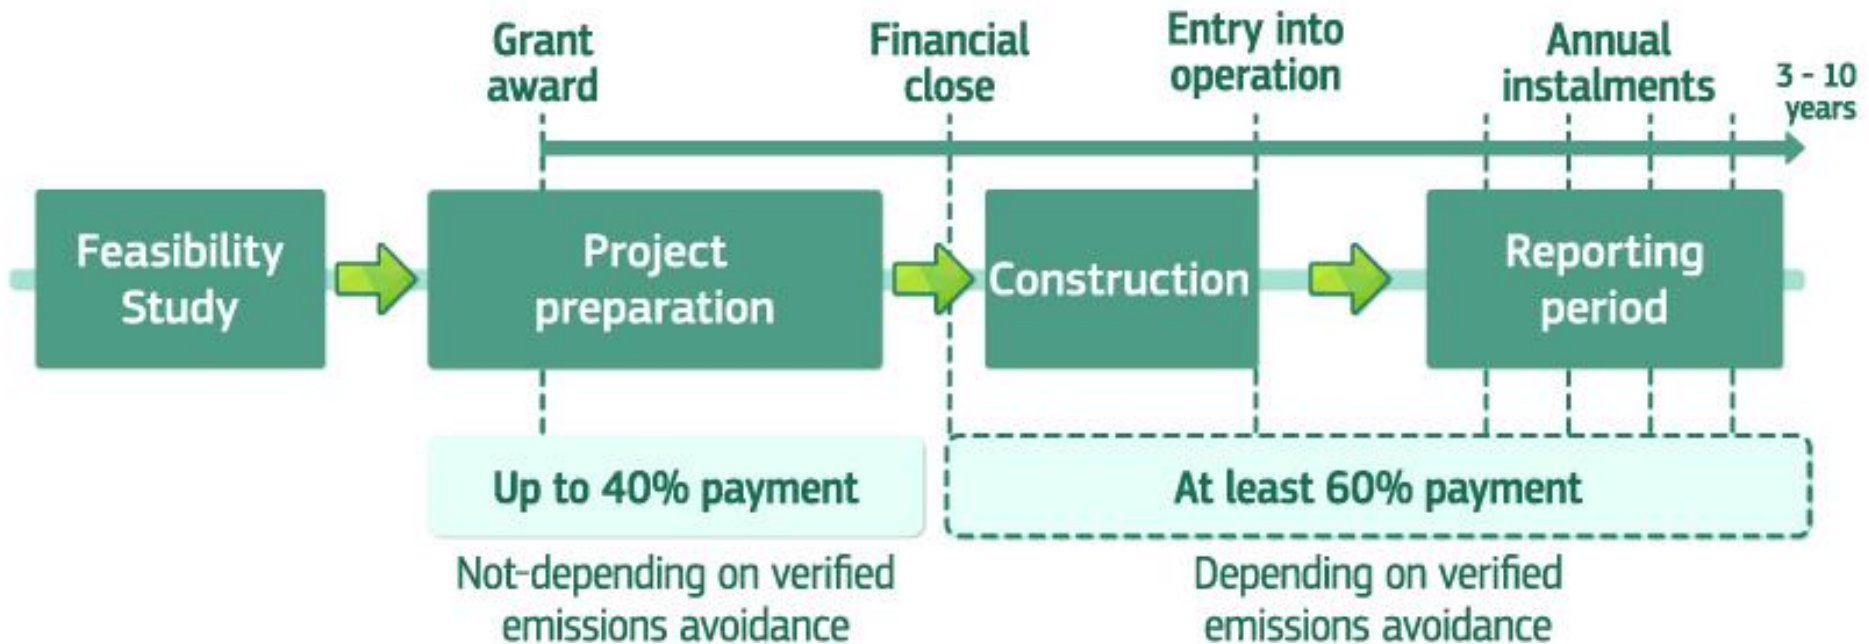 Grant
award
Financial
close
Entry into
operation
Annual
instalments
3 - 10
years
Feasibility
Study
Project
preparation
Construction
Reporting
period
Up to 40% payment
At least 60% payment
Not-depending on verified
emissions avoidance
Depending on verified
emissions avoidance